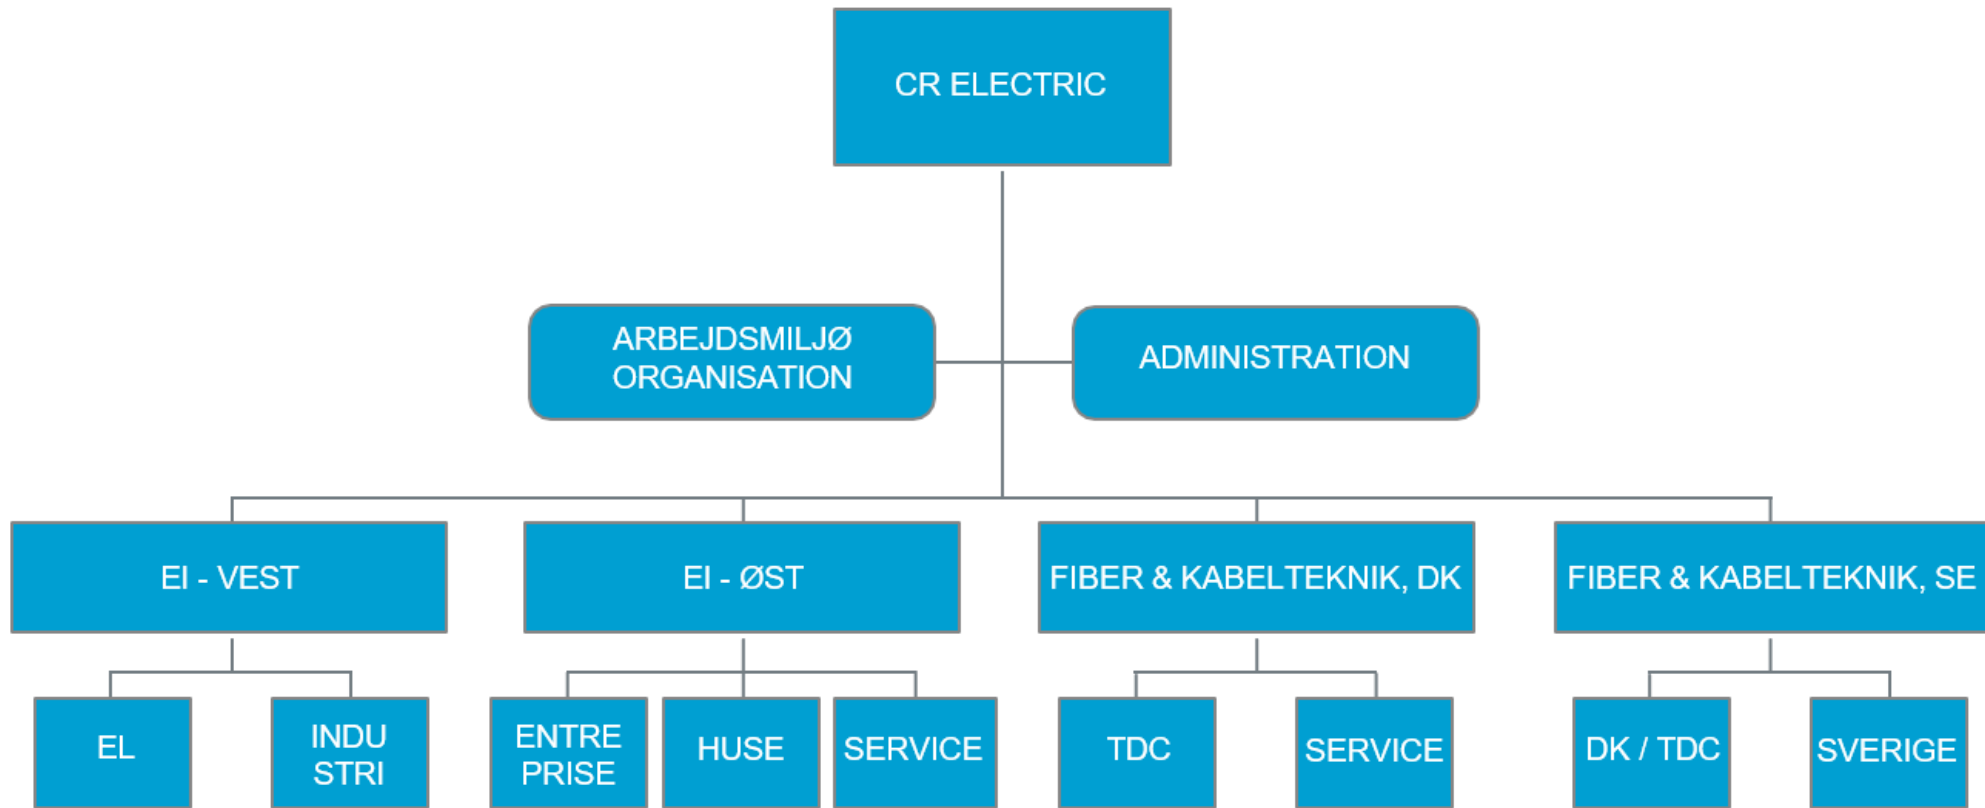 CR ELECTRIC
ARBEJDSMILJØ
ORGANISATION
ADMINISTRATION
EI - VEST
EI - ØST
FIBER & KABELTEKNIK, DK
FIBER & KABELTEKNIK, SE
EL
INDU
STRI
ENTRE
PRISE
HUSE
SERVICE
TDC
SERVICE
DK / TDC
SVERIGE